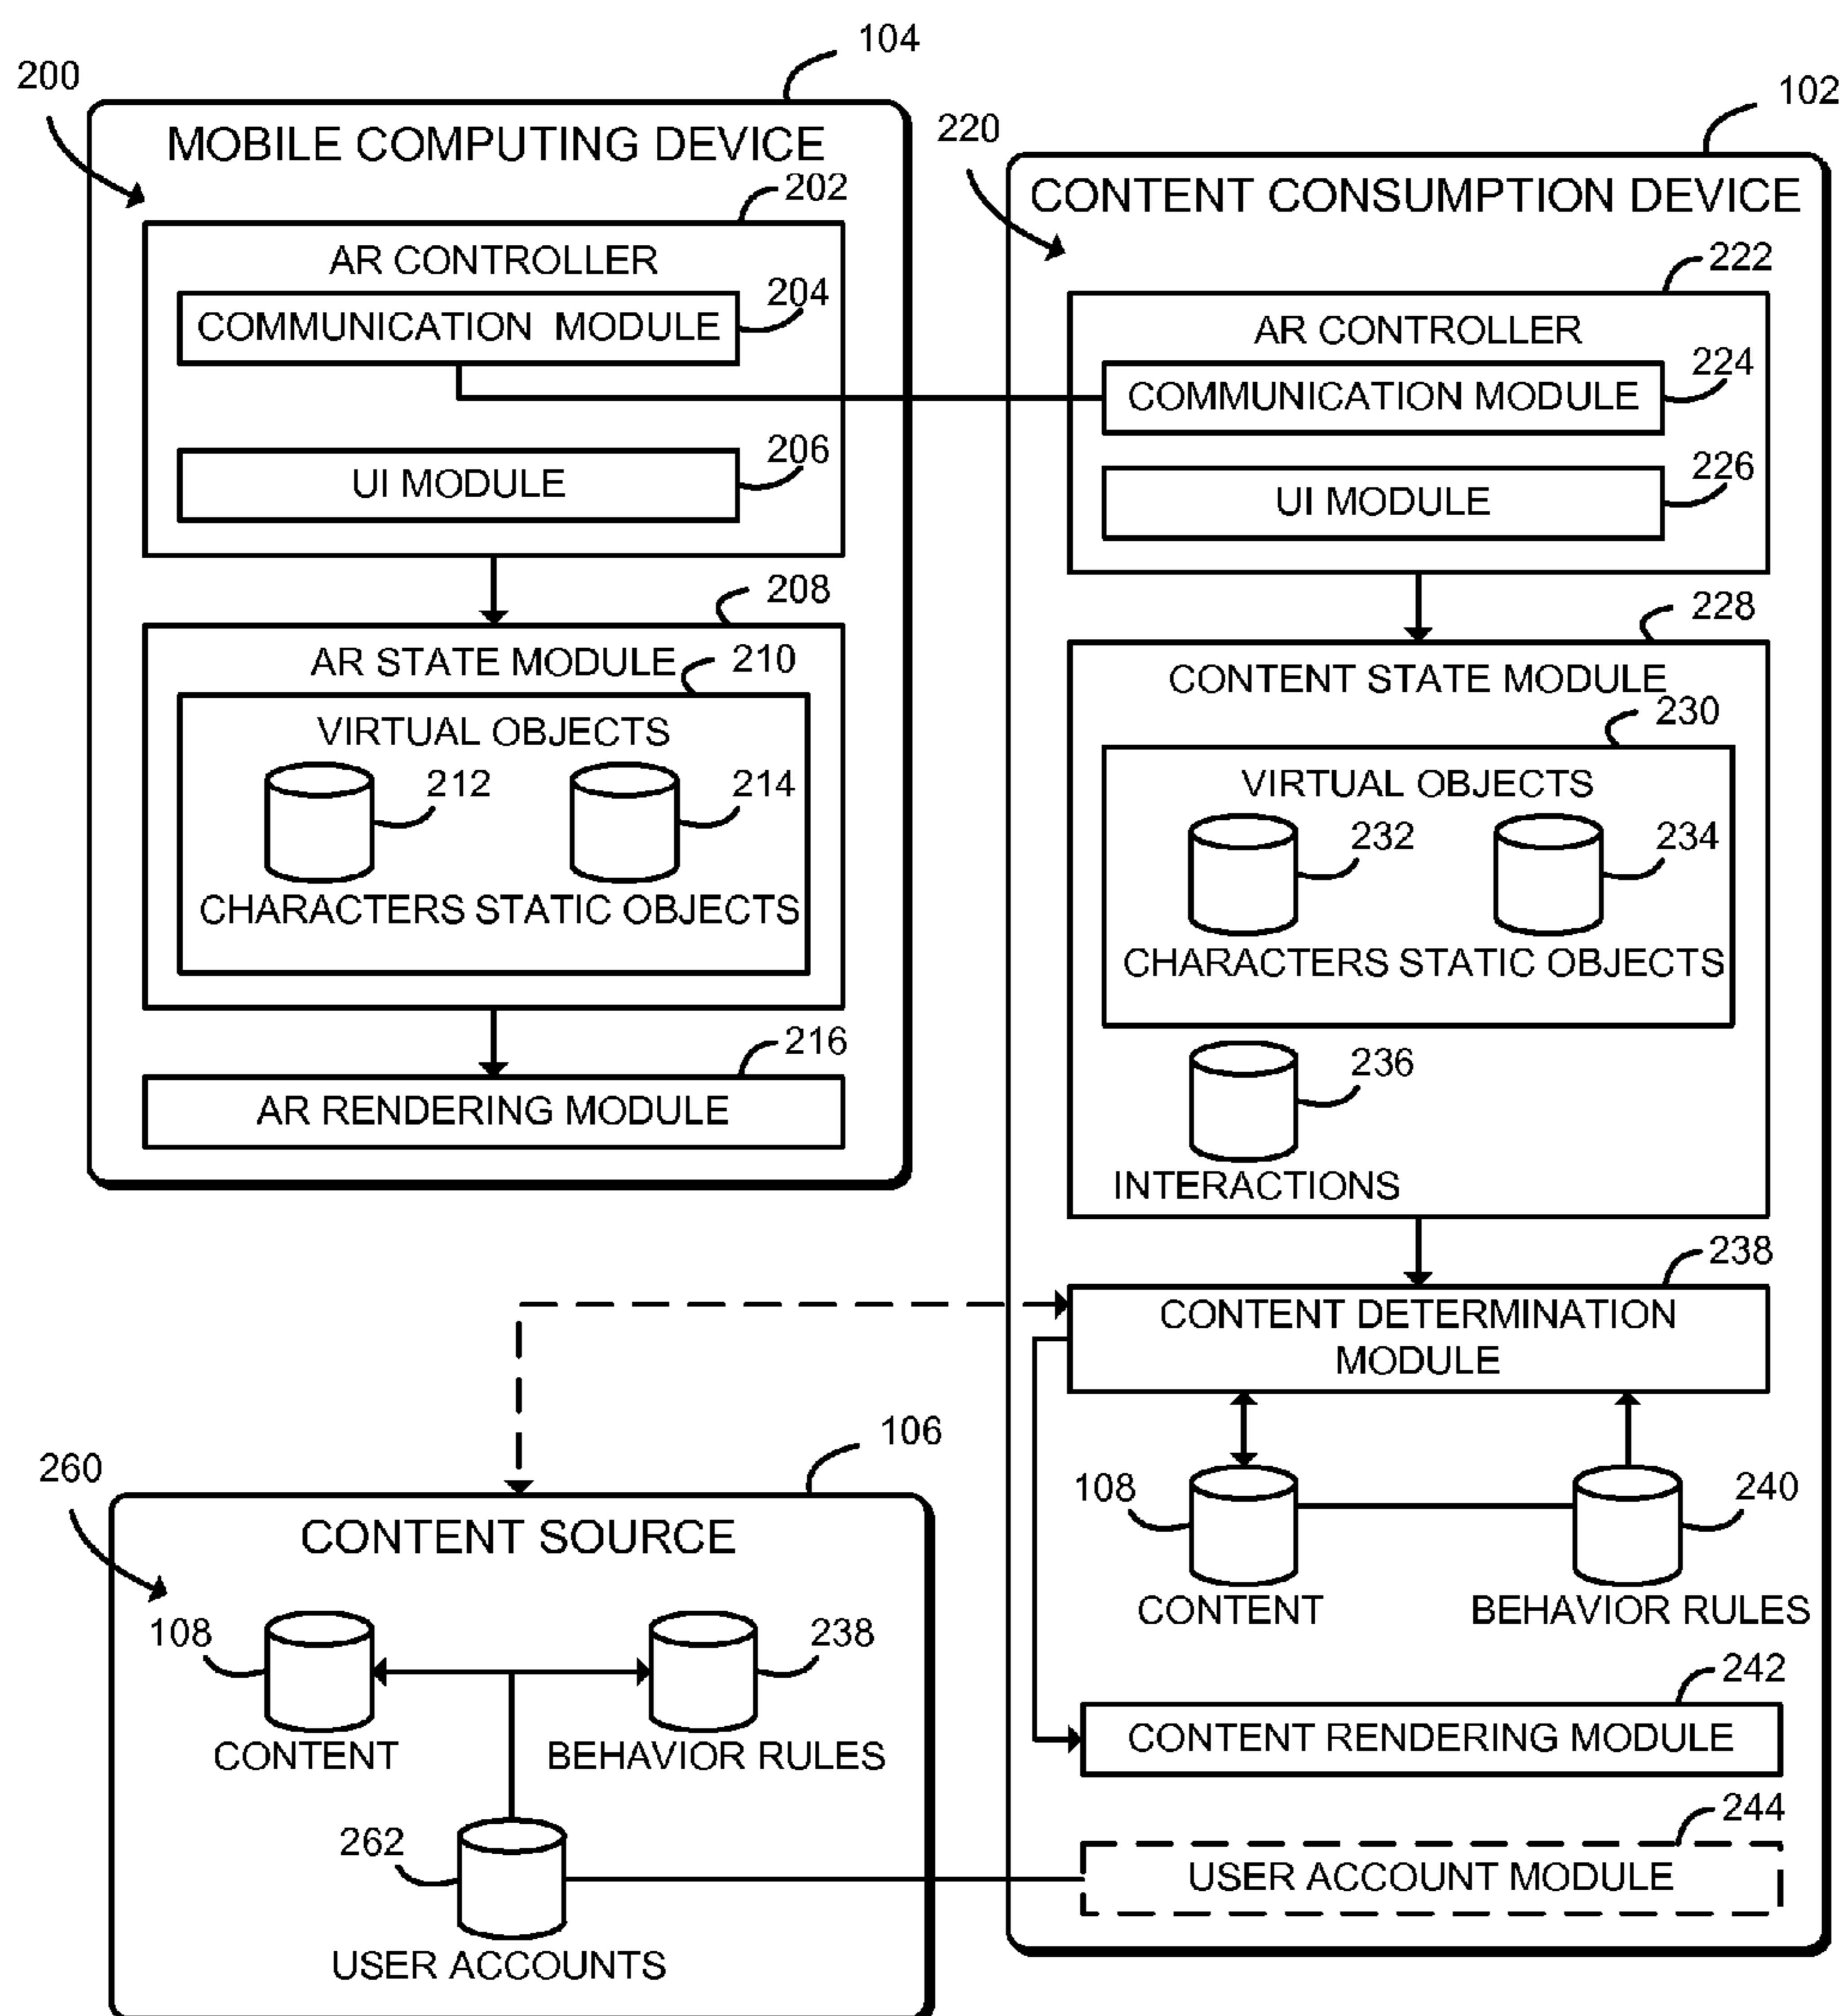 104
200
MOBILE COMPUTING DEVICE
202
AR CONTROLLER
204
COMMUNICATION MODULE
206
UI MODULE
208
AR STATE MODULE
210
VIRTUAL OBJECTS
212
214
CHARACTERS STATIC OBJECTS
216
AR RENDERING MODULE
102
220
CONTENT CONSUMPTION DEVICE
222
AR CONTROLLER
224
COMMUNICATION MODULE
226
UI MODULE
228
CONTENT STATE MODULE
230
VIRTUAL OBJECTS
232
234
CHARACTERS STATIC OBJECTS
236
INTERACTIONS
238
CONTENT DETERMINATION
MODULE
108
240
CONTENT
BEHAVIOR RULES
242
CONTENT RENDERING MODULE
244
USER ACCOUNT MODULE
106
260
CONTENT SOURCE
108
238
CONTENT
BEHAVIOR RULES
262
USER ACCOUNTS